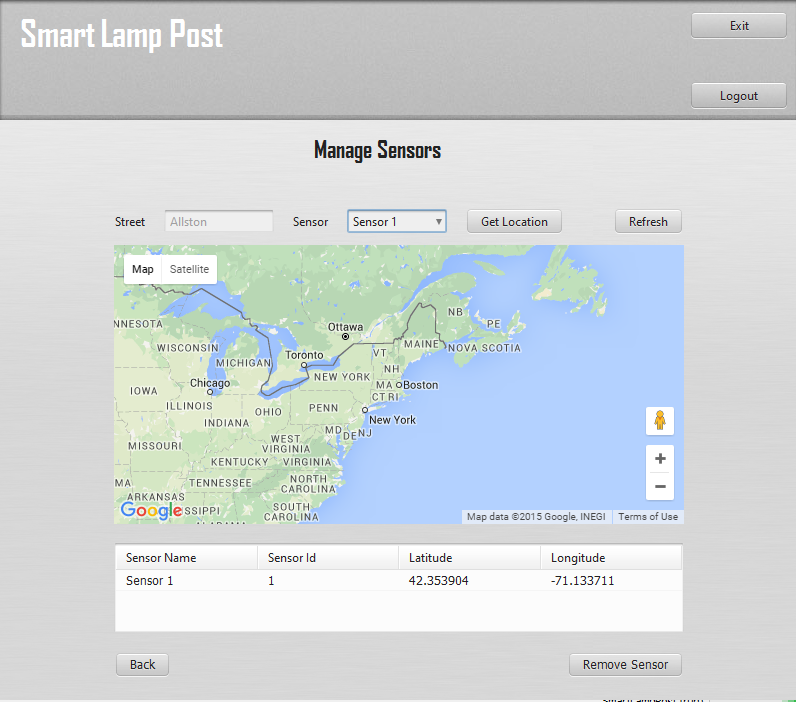 Smart Lamp Post
Exit
Logout
Manage Sensors
Street Allston Sensor Sensor 1 Get Location Refresh
Map Satellite
NB
PE
NNESOTA
Ottawa
MAINE
NOVA SCOTIA
WISCONSIN
Toronto
VT
MICHIGAN
NH
NEW YORK
Chicago
MA
Boston
IOWA
CT RI
ILLINOIS
OHIO
PENN
New York
INDIANA
MD
DE
NJ
MISSOURI
WEST
VIRGINIA
KENTUCKY
VIRGINIA
TENNESSEE
NORTH
CAROLINA
MA
ARKANSAS
SOUTH
CAROLINA
SSIPPI
Google
Map data ©2015 Google, INEGI Terms of Use
Sensor Name Sensor Id Latitude Longitude
Sensor 1 1 42.353904 -71.133711
Back Remove Sensor